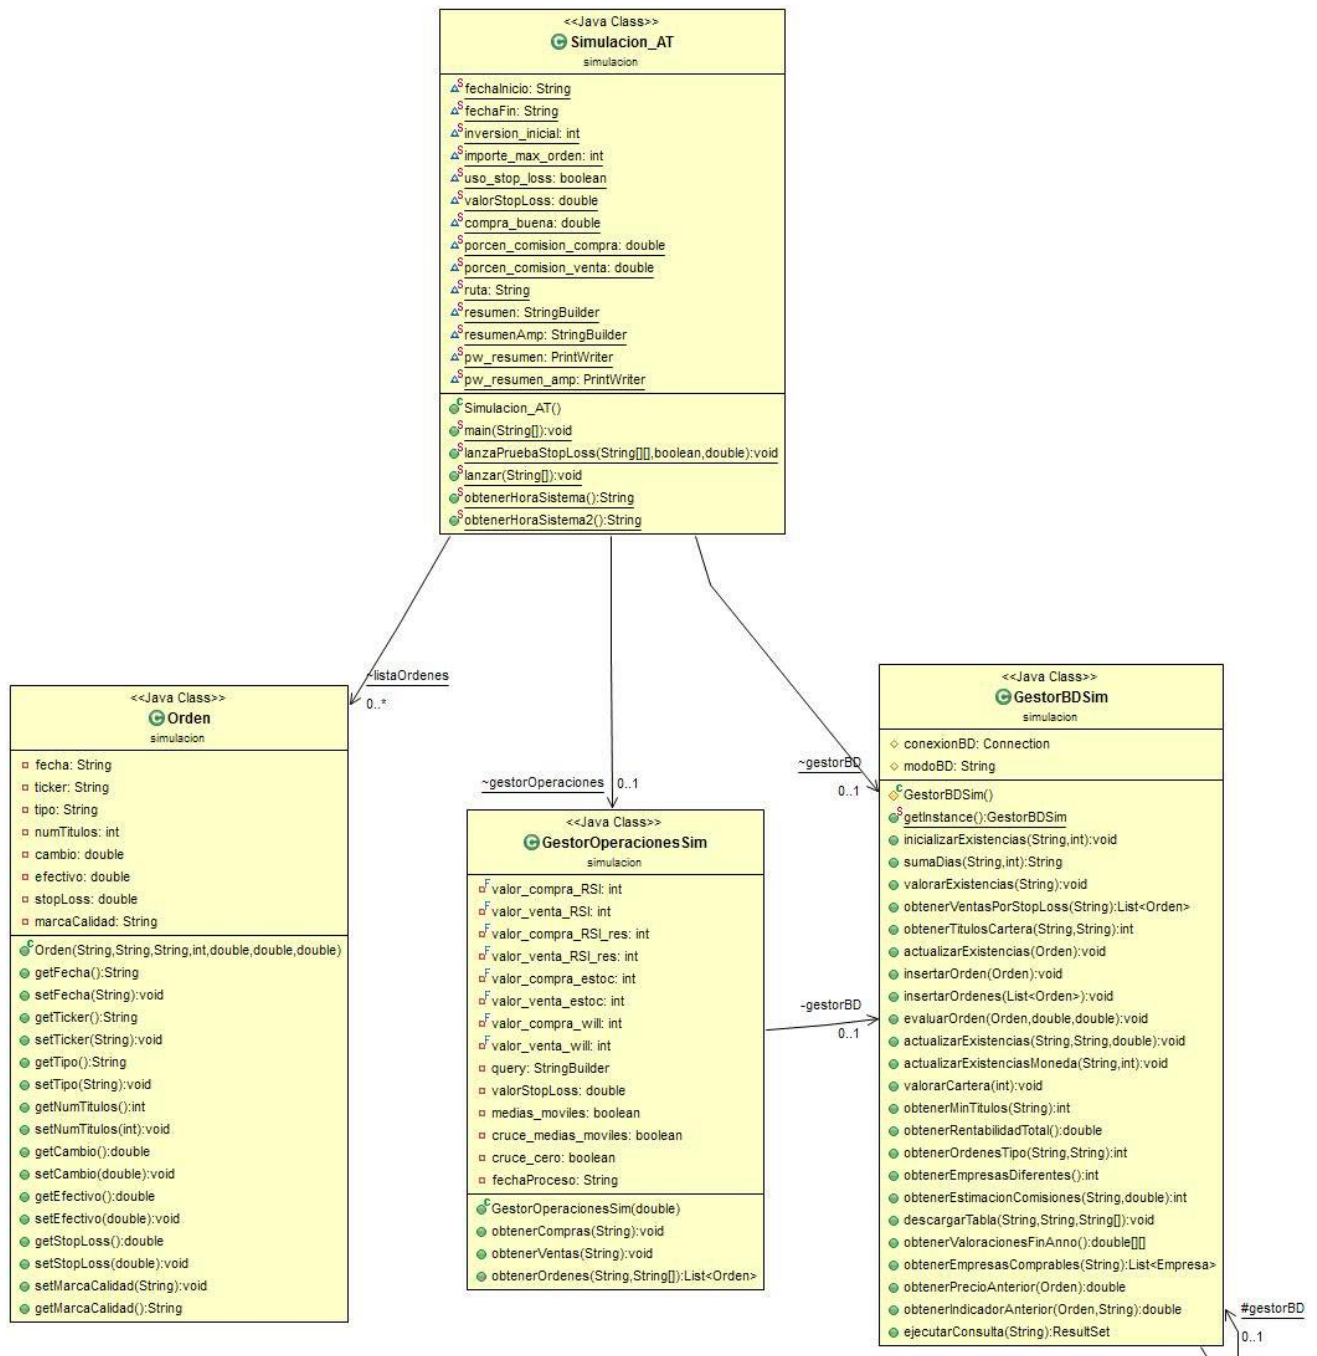 <<Java Class>>
Simulacion_AT
simulacion
fechaInicio: String
fechaFin: String
inversion_inicial: int
importe_max_orden: int
uso_stop_loss: boolean
valorStopLoss: double
compra_buena: double
porcen_comision_compra: double
porcen_comision_venta: double
ruta: String
resumen: StringBuilder
resumenAmp: StringBuilder
pw_resumen: PrintWriter
pw_resumen_amp: PrintWriter
Simulacion_AT()
main(String[]):void
lanzaPruebaStopLoss(String[][],boolean,double):void
lanzar(String[]):void
obtenerHoraSistema():String
obtenerHoraSistema2():String
~listaOrdenes
0..*
<<Java Class>>
Orden
simulacion
fecha: String
ticker: String
tipo: String
numTitulos: int
cambio: double
efectivo: double
stopLoss: double
marcaCalidad: String
Orden(String,String,String,int,double,double,double)
getFecha():String
setFecha(String):void
getTicker():String
setTicker(String):void
getTipo():String
setTipo(String):void
getNumTitulos():int
setNumTitulos(int):void
getCambio():double
setCambio(double):void
getEfectivo():double
setEfectivo(double):void
getStopLoss():double
setStopLoss(double):void
setMarcaCalidad(String):void
getMarcaCalidad():String
~gestorOperaciones
0..1
<<Java Class>>
GestorOperacionesSim
simulacion
valor_compra_RSI: int
valor_venta_RSI: int
valor_compra_RSI_res: int
valor_venta_RSI_res: int
valor_compra_estoc: int
valor_venta_estoc: int
valor_compra_will: int
valor_venta_will: int
query: StringBuilder
valorStopLoss: double
medias_moviles: boolean
cruce_medias_moviles: boolean
cruce_cero: boolean
fechaProceso: String
GestorOperacionesSim(double)
obtenerCompras(String):void
obtenerVentas(String):void
obtenerOrdenes(String,String[]):List<Orden>
~gestorBD
0..1
-gestorBD
0..1
<<Java Class>>
GestorBDSim
simulacion
conexionBD: Connection
modoBD: String
GestorBDSim()
getInstance():GestorBDSim
inicializarExistencias(String,int):void
sumaDias(String,int):String
valorarExistencias(String):void
obtenerVentasPorStopLoss(String):List<Orden>
obtenerTitulosCartera(String,String):int
actualizarExistencias(Orden):void
insertarOrden(Orden):void
insertarOrdenes(List<Orden>):void
evaluarOrden(Orden,double,double):void
actualizarExistencias(String,String,double):void
actualizarExistenciasMoneda(String,int):void
valorarCartera(int):void
obtenerMinTitulos(String):int
obtenerRentabilidadTotal():double
obtenerOrdenesTipo(String,String):int
obtenerEmpresasDiferentes():int
obtenerEstimacionComisiones(String,double):int
descargarTabla(String,String,String[]):void
obtenerValoracionesFinAnno():double[][]
obtenerEmpresasComprables(String):List<Empresa>
obtenerPrecioAnterior(Orden):double
obtenerIndicadorAnterior(Orden,String):double
ejecutarConsulta(String):ResultSet
#gestorBD
0..1